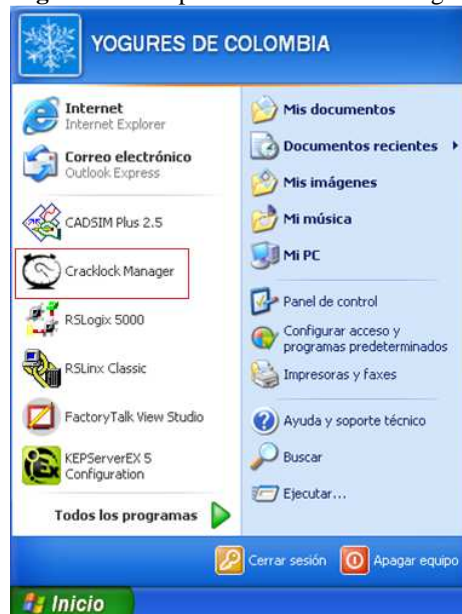 YOGURES DE COLOMBIA
Internet
Internet Explorer
Correo electrónico
Outlook Express
CADSIM Plus 2.5
Cracklock Manager
RSLogix 5000
RSLinx Classic
FactoryTalk View Studio
KEPServerEX 5
Configuration
Todos los programas
Mis documentos
Documentos recientes
Mis imágenes
Mi música
Mi PC
Panel de control
Configurar acceso y
programas predeterminados
Impresoras y faxes
Ayuda y soporte técnico
Buscar
Ejecutar...
Cerrar sesión
Apagar equipo
Inicio